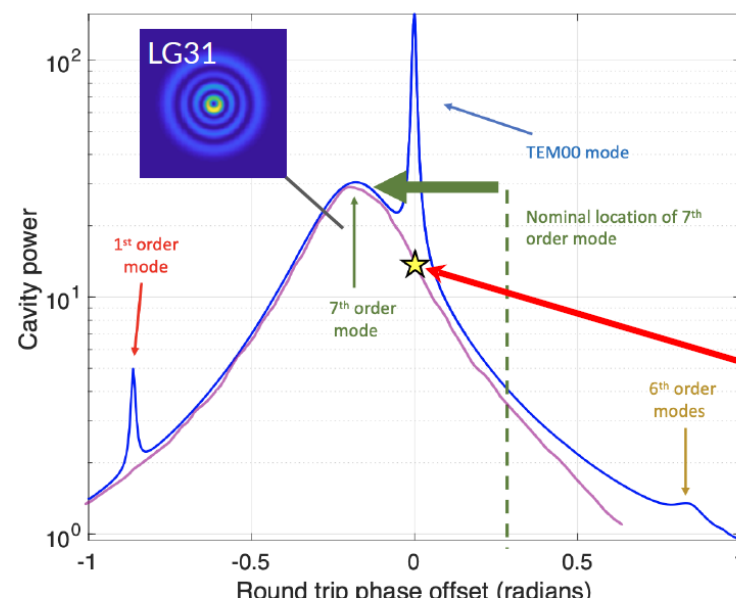 LG31
10²
TEM00 mode
Nominal location of 7th
order mode
1st order
mode
Cavity power
10¹
7th order
mode
6th order
modes
10⁰
-1 -0.5 0 0.5 1
Round trip phase offset (radians)